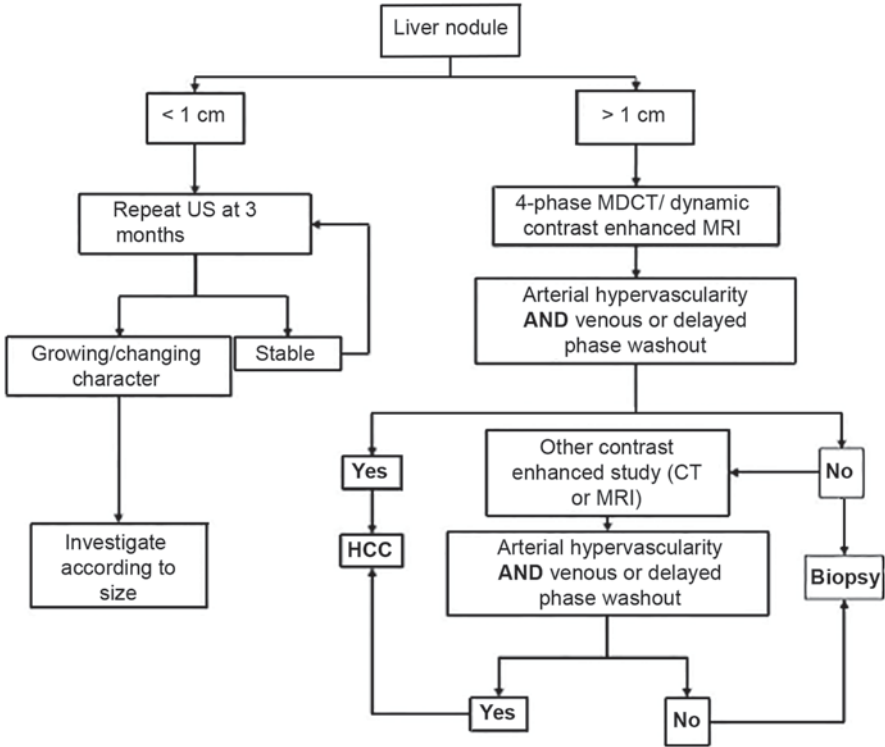 Liver nodule
< 1 cm
> 1 cm
Repeat US at 3
months
4-phase MDCT/ dynamic
contrast enhanced MRI
Arterial hypervascularity
AND venous or delayed
phase washout
Growing/changing
character
Stable
Yes
Other contrast
enhanced study (CT
or MRI)
No
Investigate
according to
size
HCC
Arterial hypervascularity
AND venous or delayed
phase washout
Biopsy
Yes
No